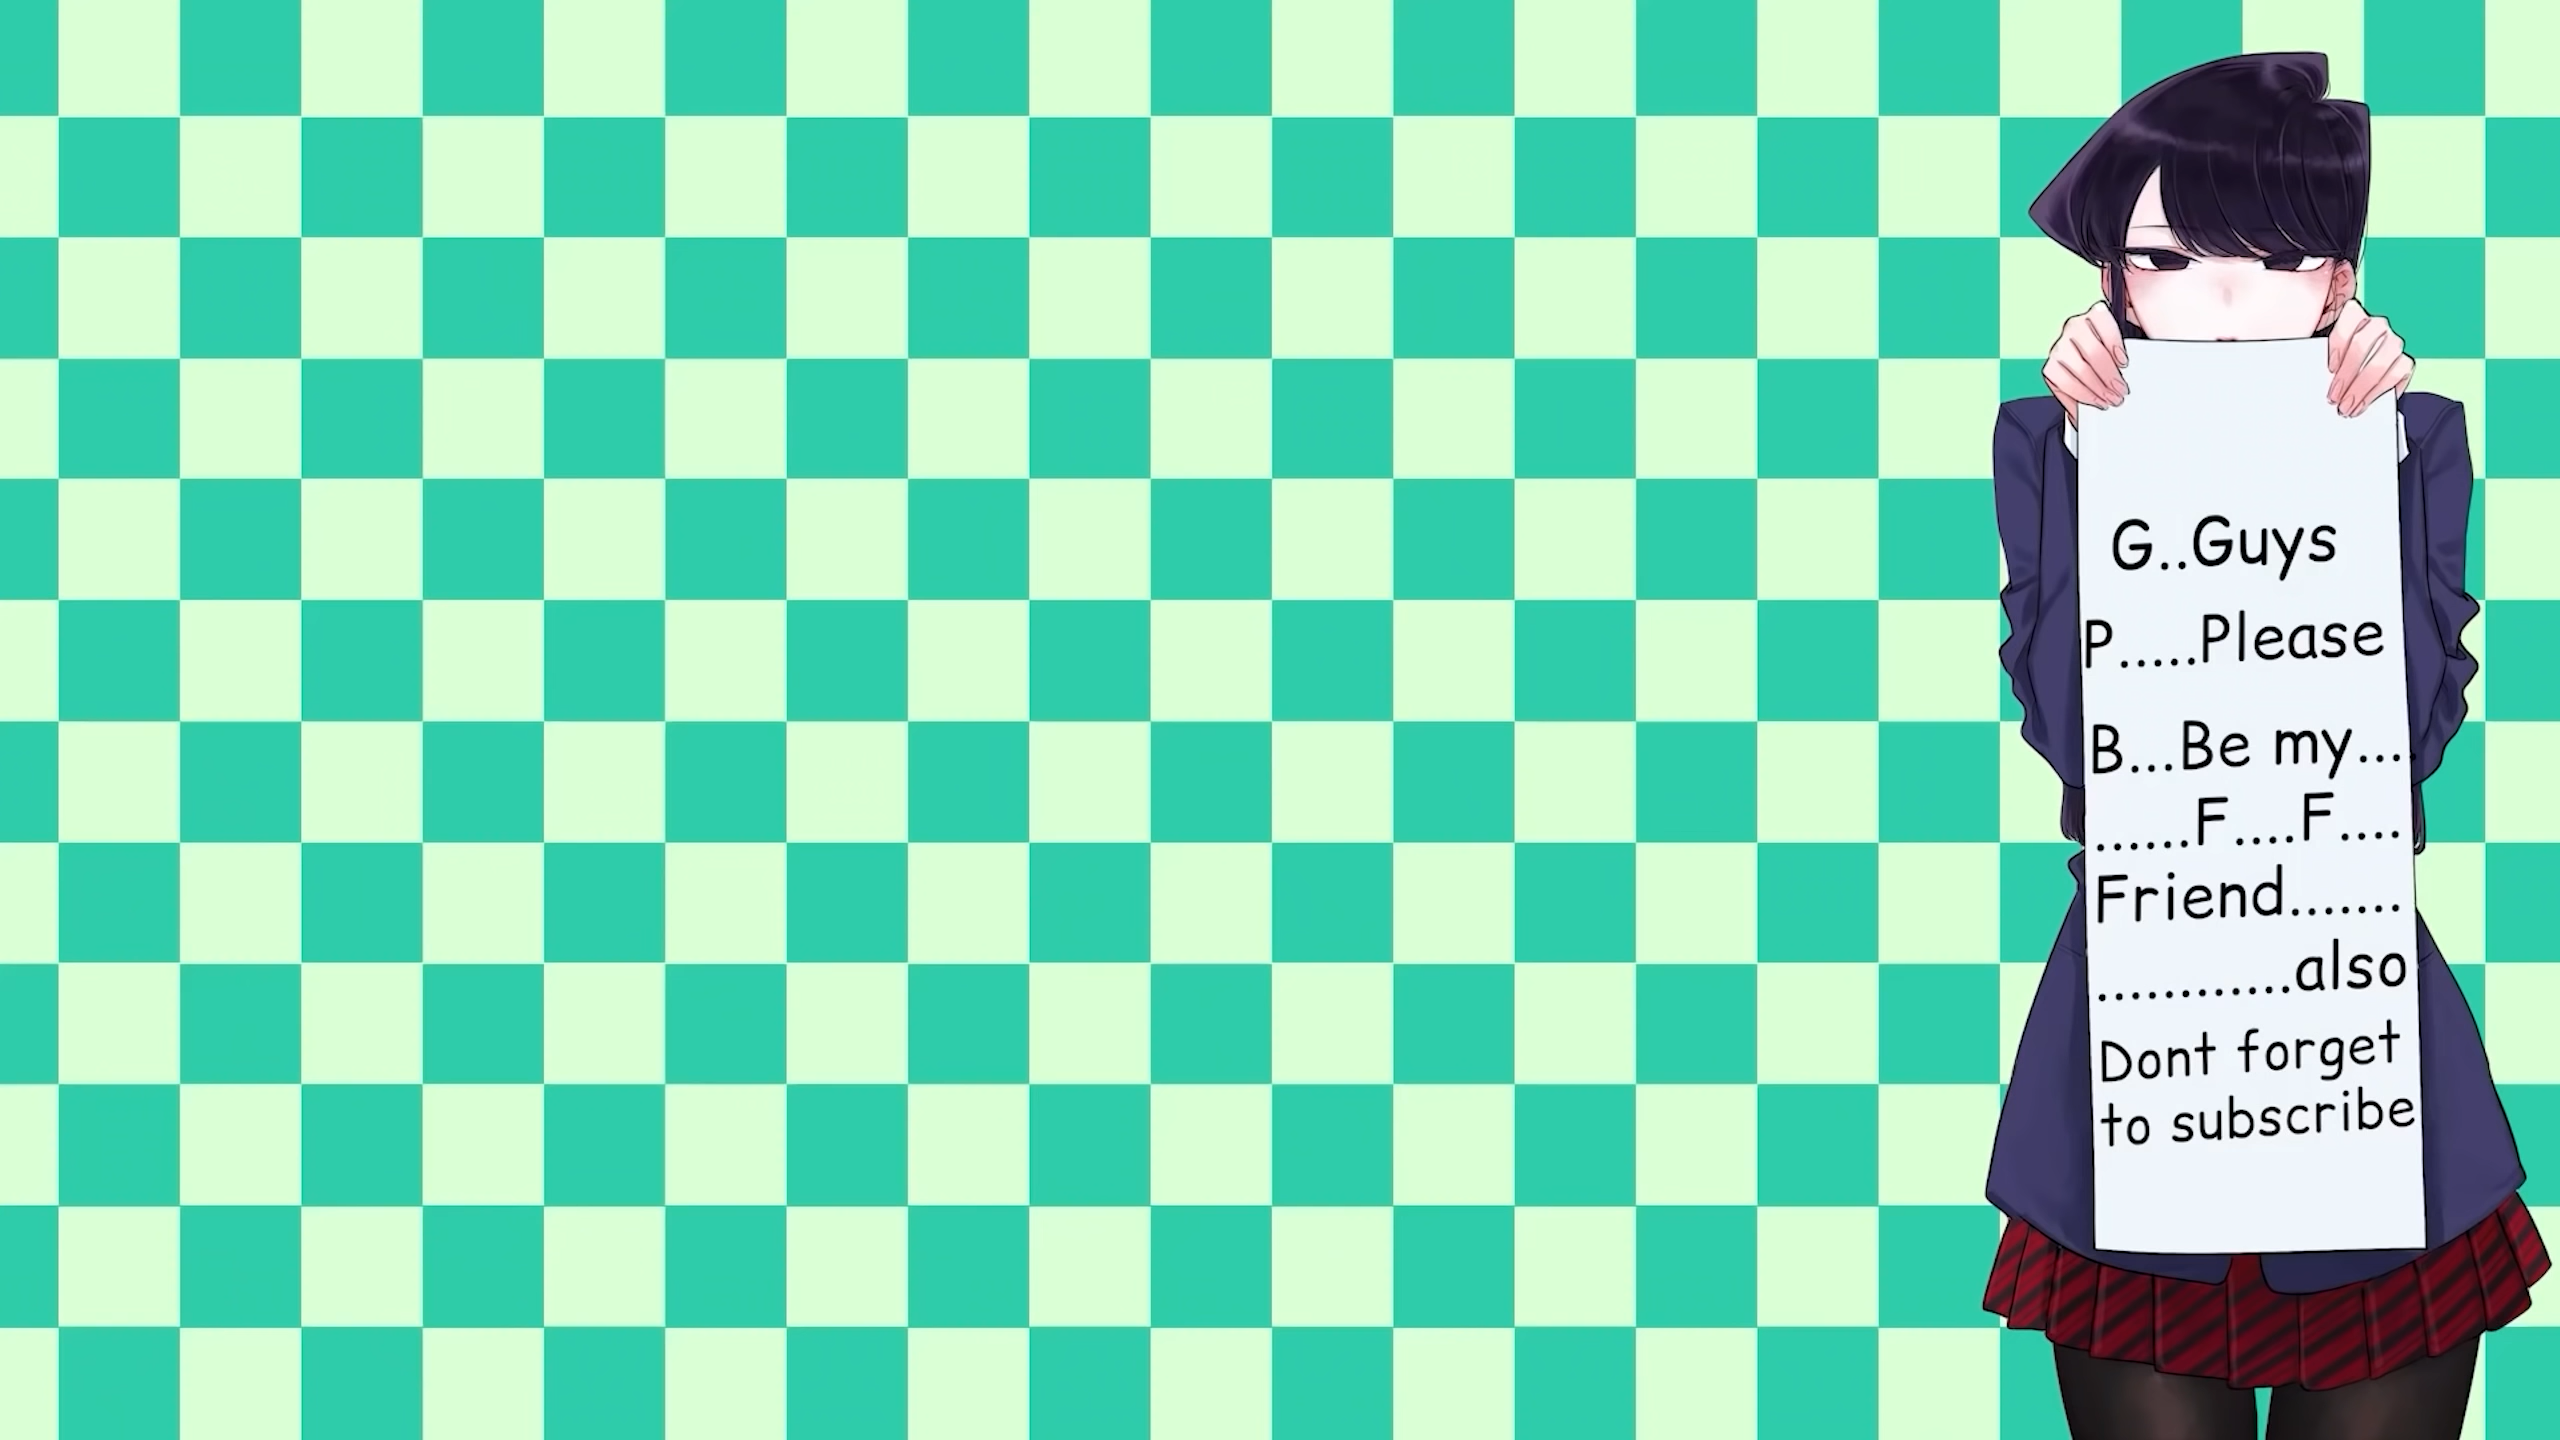 G..Guys
P.....Please
B...Be my....
......F....F....
Friend.......
............also
Dont forget
to subscribe